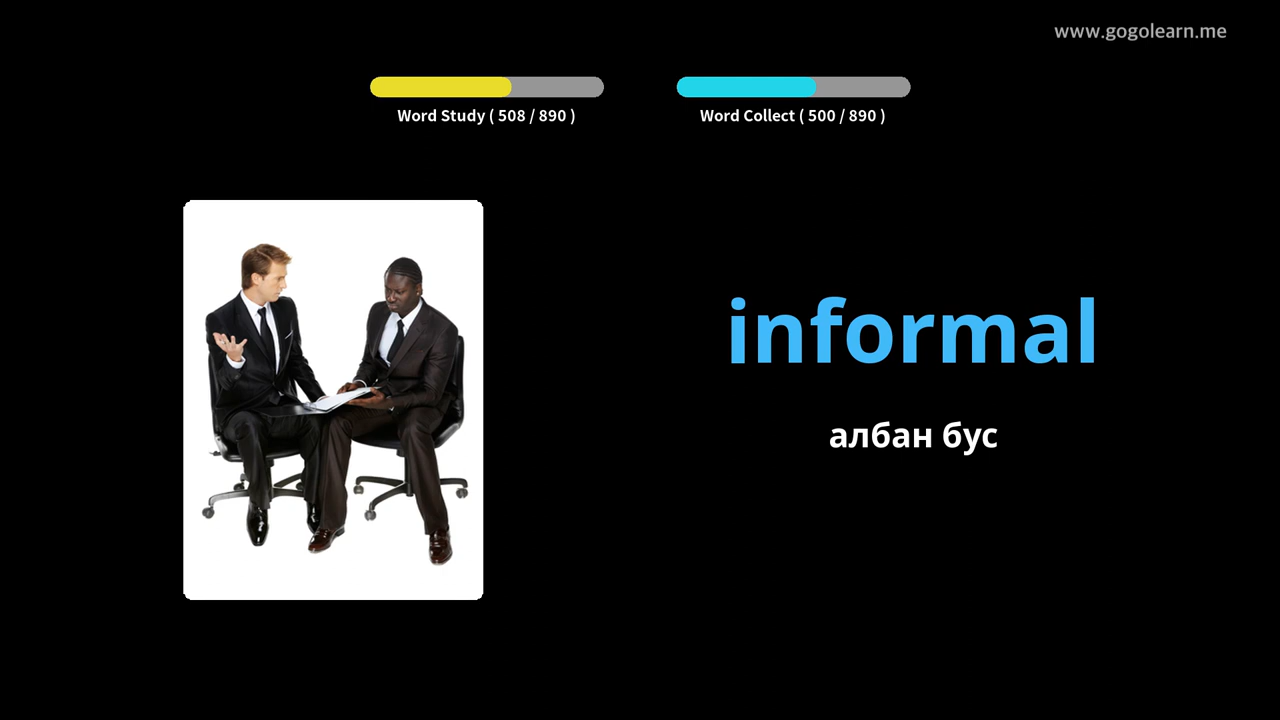 www.gogolearn.me
Word Study ( 508 / 890 )
Word Collect ( 500 / 890 )
informal
албан бус